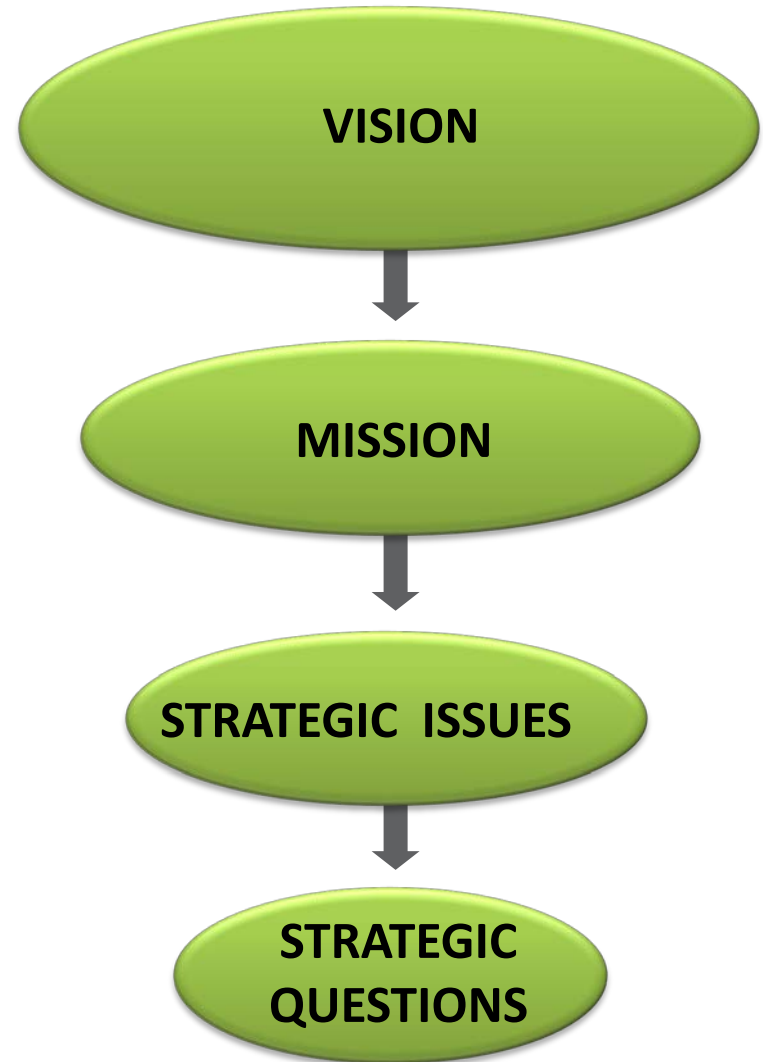 VISION
MISSION
STRATEGIC ISSUES
STRATEGIC
QUESTIONS